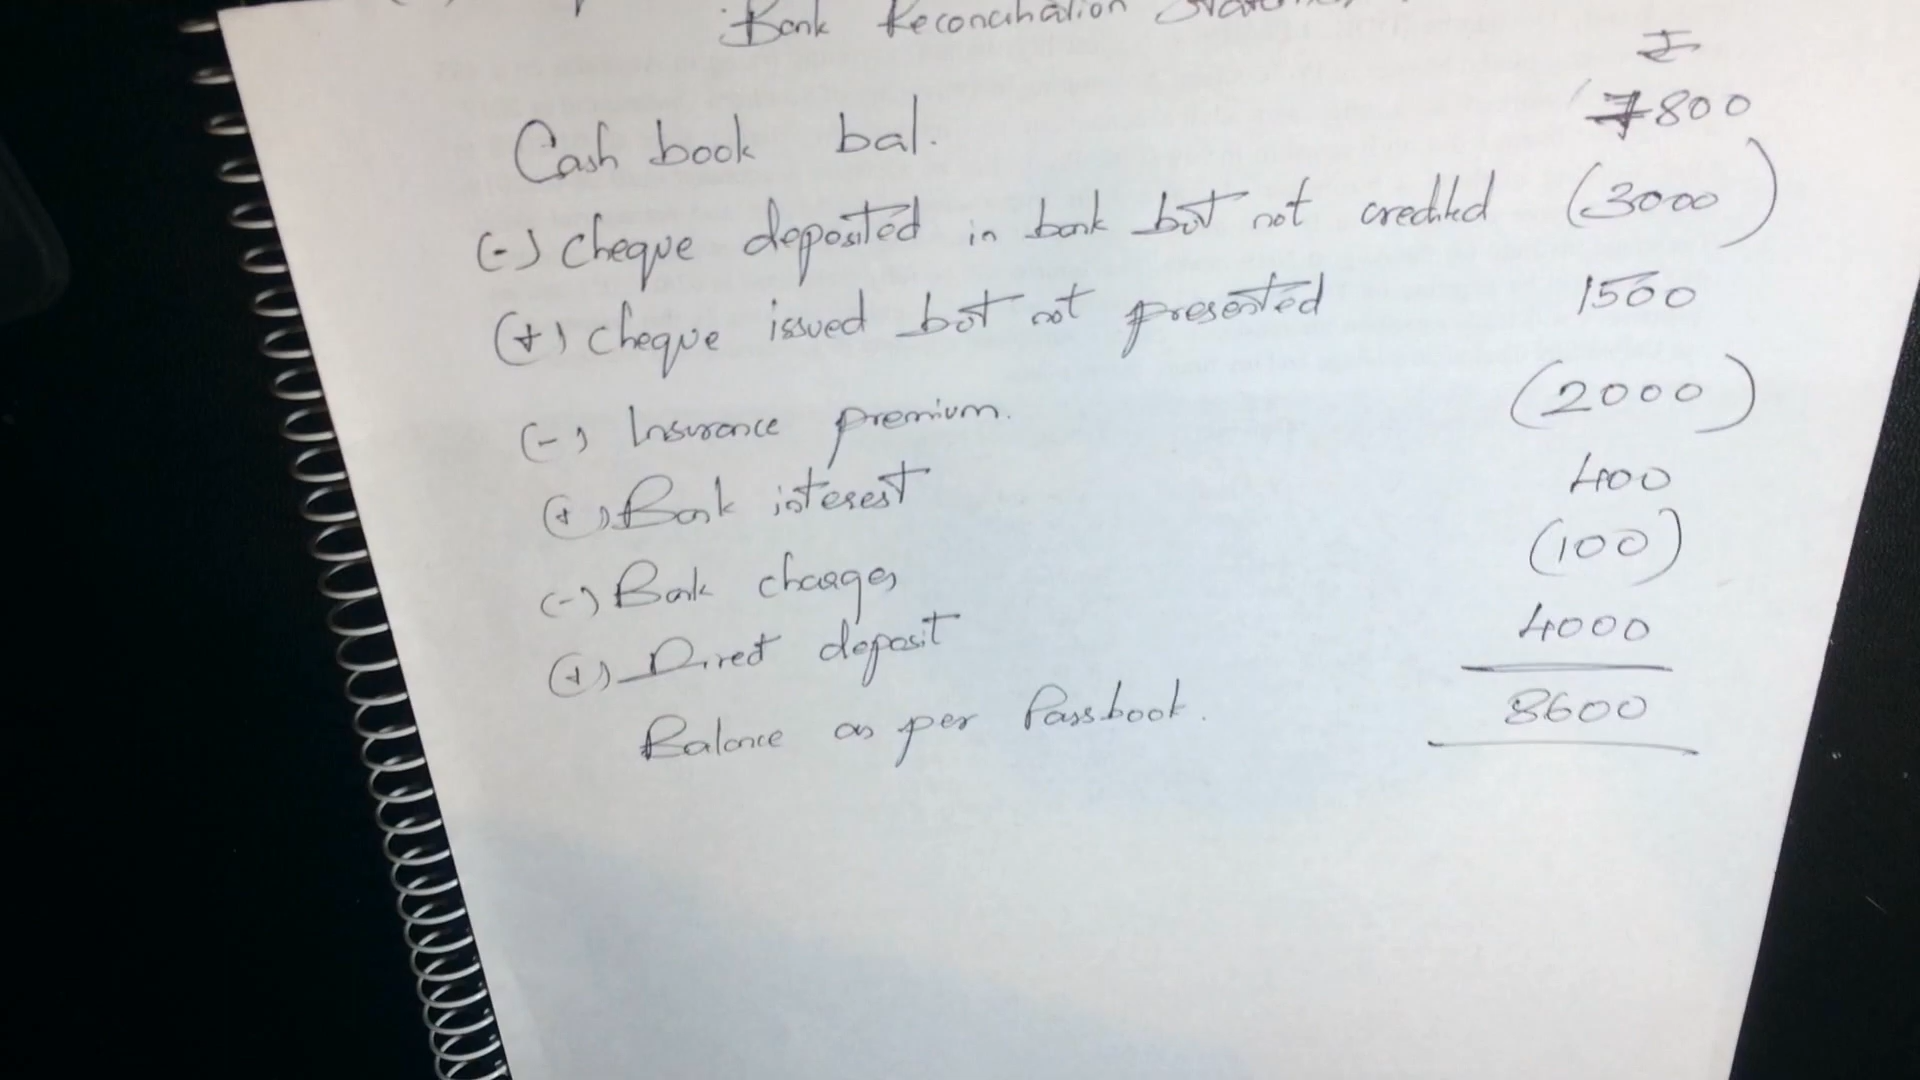 Bank Reconciliation
₹
Cash book bal. 7800
(-) Cheque deposited in bank but not credited (3000)
(+) Cheque issued but not presented 1500
(-) Insurance premium. (2000)
(+) Bank interest 400
(-) Bank charges (100)
(+) Direct deposit 4000
Balance as per Passbook. 8600